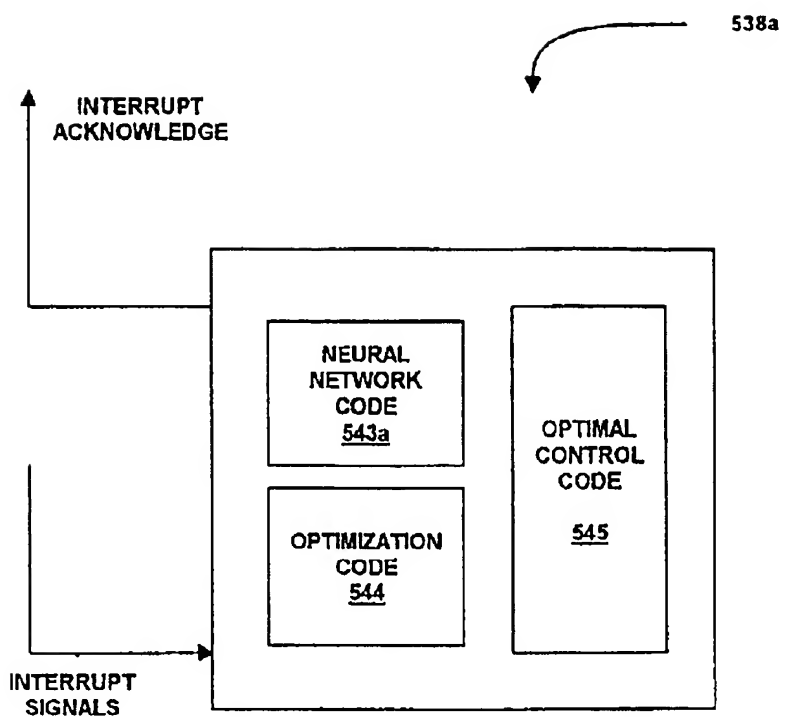 538a
INTERRUPT
ACKNOWLEDGE
NEURAL
NETWORK
CODE
543a
OPTIMIZATION
CODE
544
OPTIMAL
CONTROL
CODE
545
INTERRUPT
SIGNALS